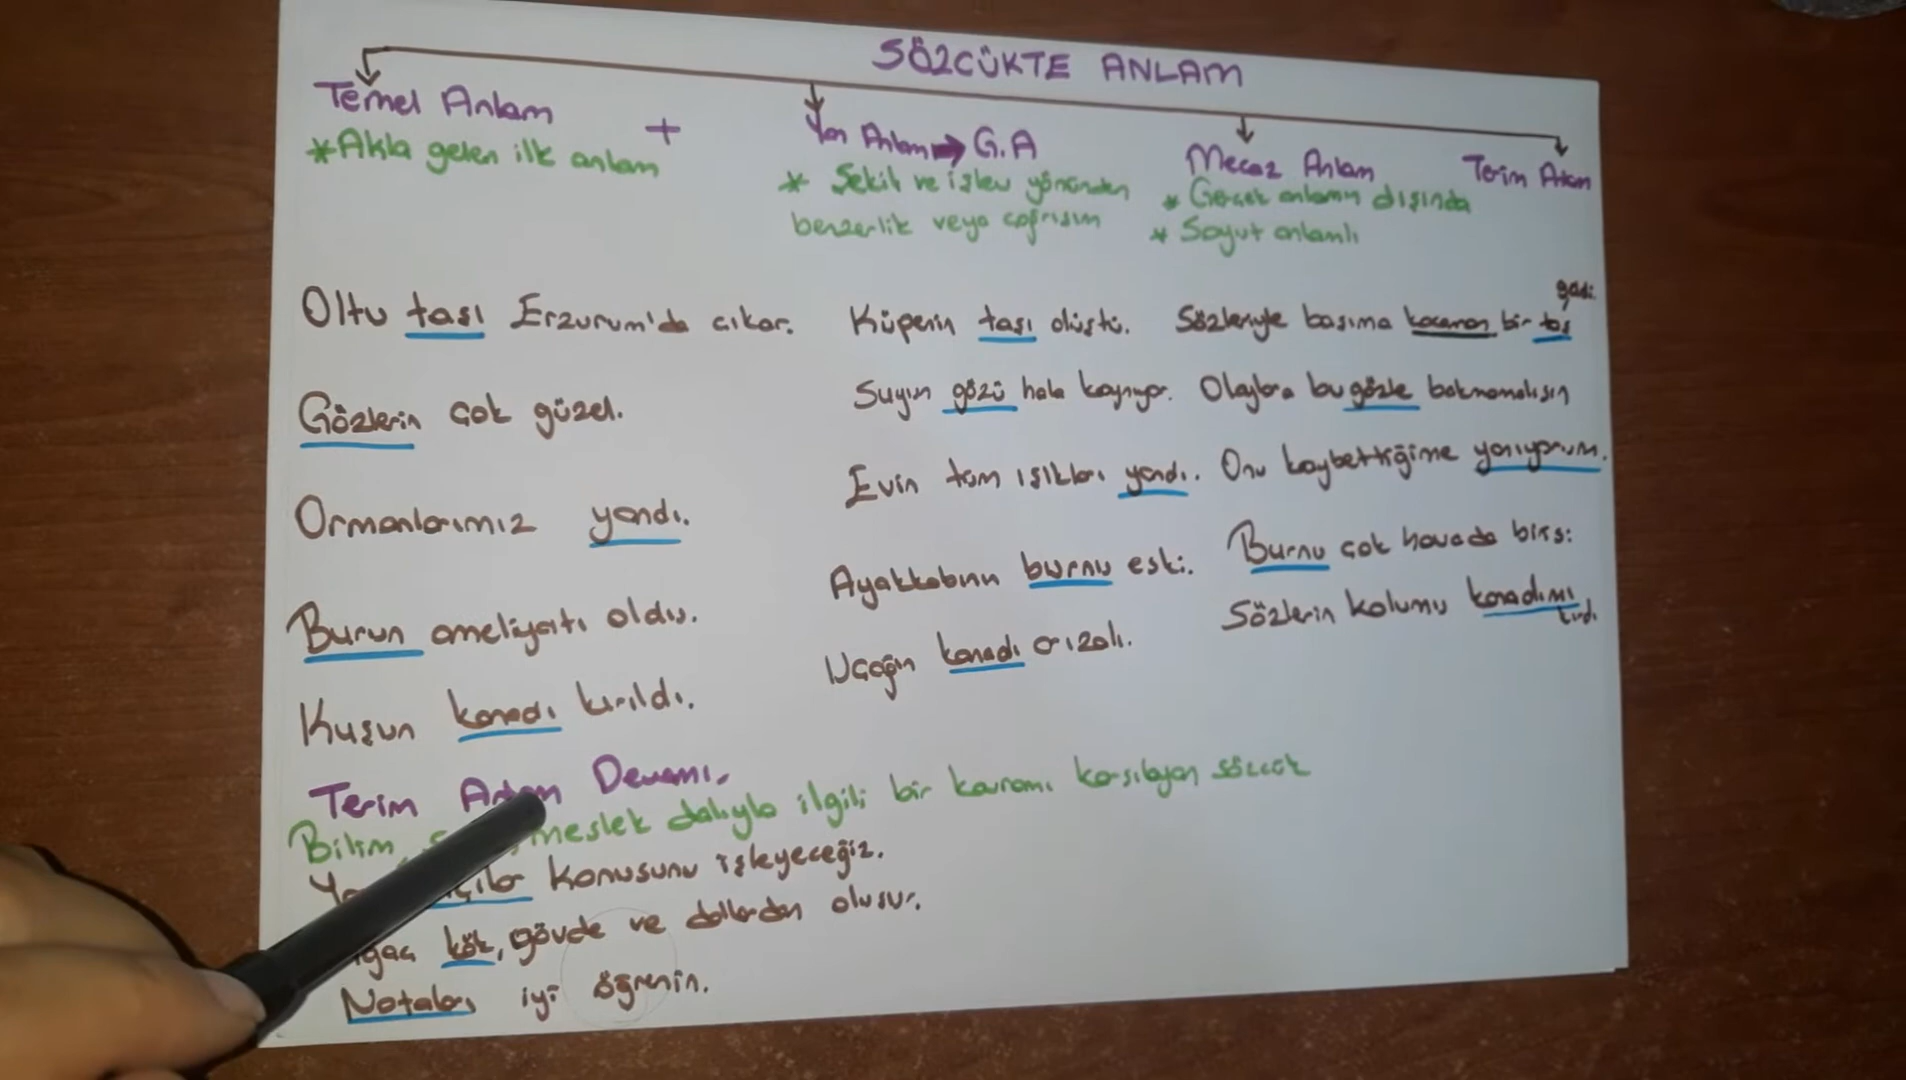 SÖZCÜKTE ANLAM
Temel Anlam + Yan Anlam → G.A Mecaz Anlam Terim Anlam
*Akla gelen ilk anlam
* Şekil ve işlev yönünden
benzerlik veya çağrışım
* Gerçek anlamın dışında
* Soyut anlamlı
Oltu taşı Erzurum'da çıkar.
Gözlerin çok güzel.
Ormanlarımız yandı.
Burun ameliyatı oldu.
Kuşun kanadı kırıldı.
Küpenin taşı düştü.
Suyun gözü hala kaynıyor.
Evin tüm ışıkları yandı.
Ayakkabının burnu eski.
Uçağın kanadı arızalı.
Sözleriyle başıma kocaman bir taş
Olaylara bu gözle bakmamalısın
Onu kaybettiğime yanıyorum.
Burnu çok havada birisi
Sözlerin kolumu kanadımı
kırdı.
Terim Anlam Devamı.
Bilim, meslek dalıyla ilgili bir kavramı karşılayan sözcük
konusunu işleyeceğiz.
kök, gövde ve dallardan oluşur.
Notaları iyi öğrenin.